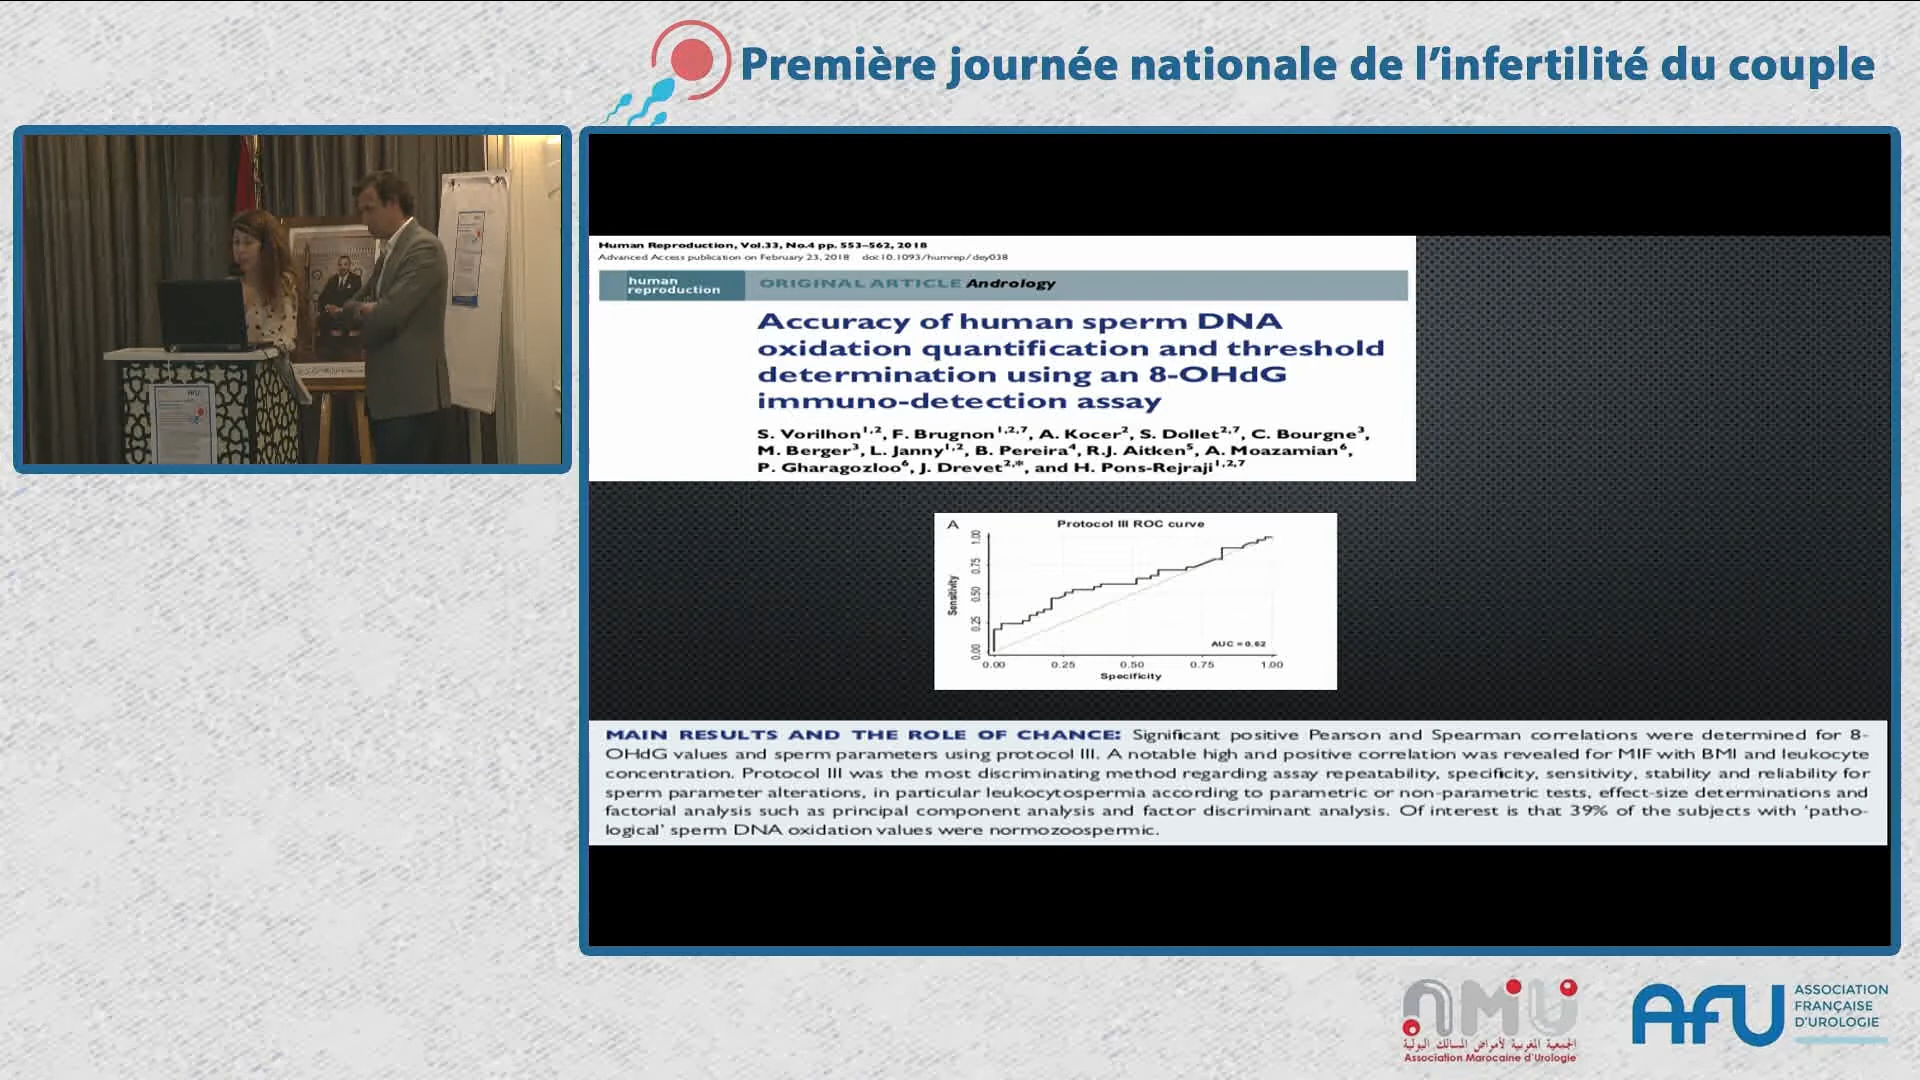 Première journée nationale de l'infertilité du couple
Human Reproduction, Vol.33, No.4 pp. 553–562, 2018
Advanced Access publication on February 23, 2018 doi:10.1093/humrep/dey038
human
reproduction
ORIGINAL ARTICLE Andrology
Accuracy of human sperm DNA
oxidation quantification and threshold
determination using an 8-OHdG
immuno-detection assay
S. Vorilhon1,2, F. Brugnon1,2,7, A. Kocer2, S. Dollet2,7, C. Bourgne3,
M. Berger3, L. Janny1,2, B. Pereira4, R.J. Aitken5, A. Moazamian6,
P. Gharagozloo6, J. Drevet2,*, and H. Pons-Rejraji1,2,7
A
Protocol III ROC curve
Sensitivity
1.00
0.75
0.50
0.25
0.00
AUC = 0.62
0.00 0.25 0.50 0.75 1.00
Specificity
MAIN RESULTS AND THE ROLE OF CHANCE: Significant positive Pearson and Spearman correlations were determined for 8-
OHdG values and sperm parameters using protocol III. A notable high and positive correlation was revealed for MIF with BMI and leukocyte
concentration. Protocol III was the most discriminating method regarding assay repeatability, specificity, sensitivity, stability and reliability for
sperm parameter alterations, in particular leukocytospermia according to parametric or non-parametric tests, effect-size determinations and
factorial analysis such as principal component analysis and factor discriminant analysis. Of interest is that 39% of the subjects with 'patho-
logical' sperm DNA oxidation values were normozoospermic.
AMU
الجمعية المغربية لأمراض المسالك البولية
Association Marocaine d'Urologie
AFU
ASSOCIATION
FRANÇAISE
D'UROLOGIE